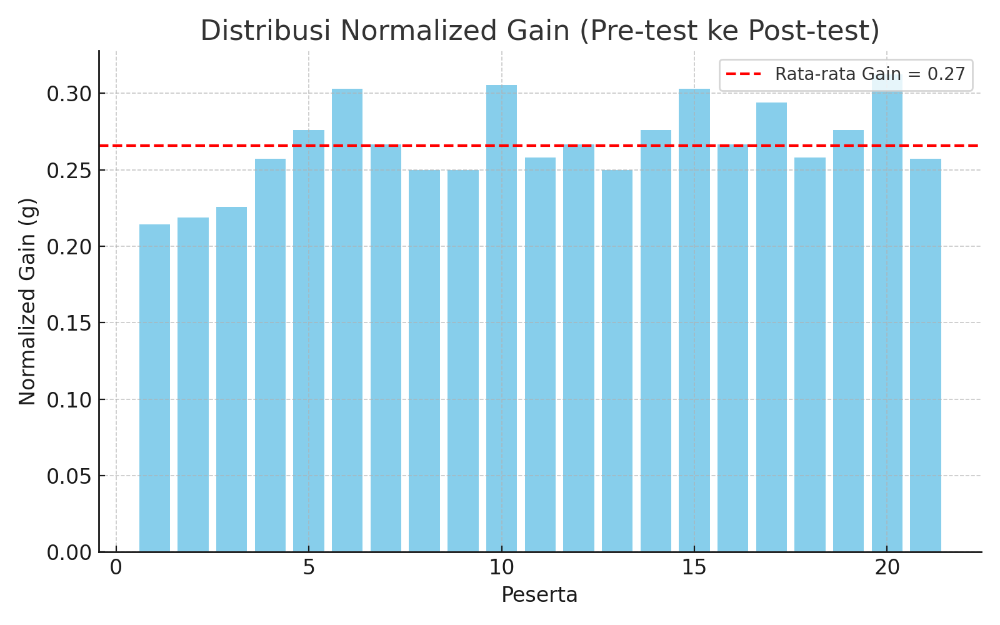 Distribusi Normalized Gain (Pre-test ke Post-test)
Rata-rata Gain = 0.27
0.30
0.25
0.20
0.15
0.10
0.05
0.00
Normalized Gain (g)
0 5 10 15 20
Peserta